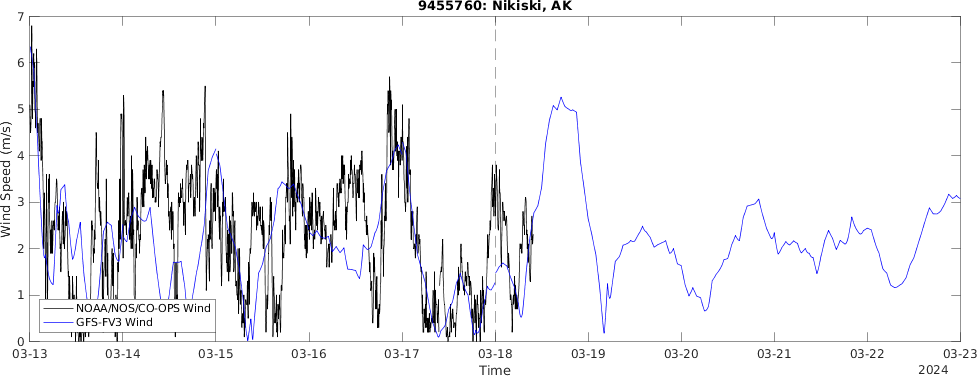 9455760: Nikiski, AK
7
6
5
4
3
2
1
0
Wind Speed (m/s)
NOAA/NOS/CO-OPS Wind
GFS-FV3 Wind
03-13 03-14 03-15 03-16 03-17 03-18 03-19 03-20 03-21 03-22 03-23
Time
2024